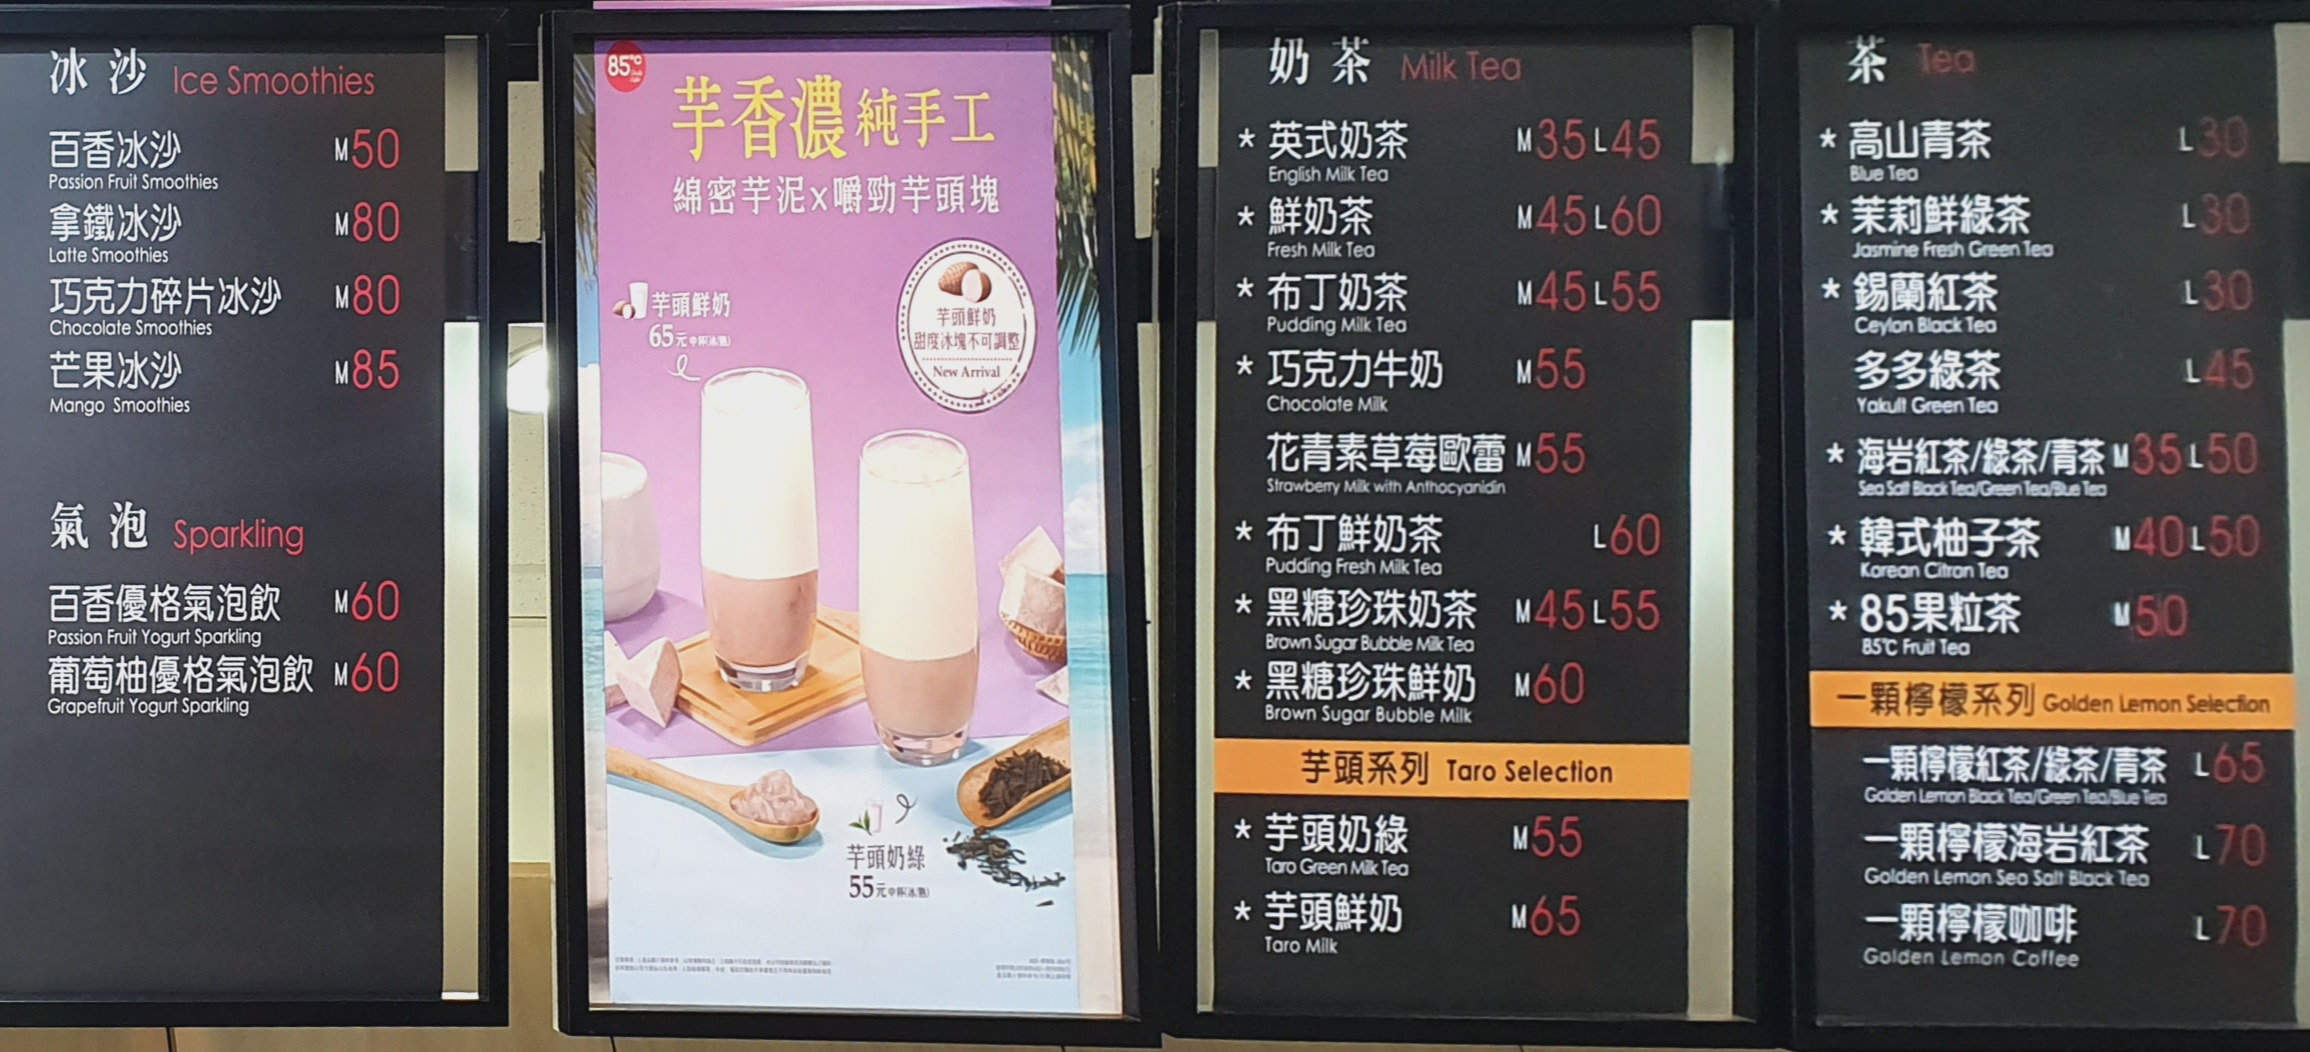 冰沙 Ice Smoothies
百香冰沙 M50
Passion Fruit Smoothies
拿鐵冰沙 M80
Latte Smoothies
巧克力碎片冰沙 M80
Chocolate Smoothies
芒果冰沙 M85
Mango Smoothies
氣泡 Sparkling
百香優格氣泡飲 M60
Passion Fruit Yogurt Sparkling
葡萄柚優格氣泡飲 M60
Grapefruit Yogurt Sparkling
85℃
芋香濃純手工
綿密芋泥x嚼勁芋頭塊
芋頭鮮奶
65元中杯(冰/熱)
芋頭鮮奶
甜度冰塊不可調整
New Arrival
芋頭奶綠
55元中杯(冰/熱)
奶茶 Milk Tea
* 英式奶茶 M35 L45
English Milk Tea
* 鮮奶茶 M45 L60
Fresh Milk Tea
* 布丁奶茶 M45 L55
Pudding Milk Tea
* 巧克力牛奶 M55
Chocolate Milk
花青素草莓歐蕾 M55
Strawberry Milk with Anthocyanidin
* 布丁鮮奶茶 L60
Pudding Fresh Milk Tea
* 黑糖珍珠奶茶 M45 L55
Brown Sugar Bubble Milk Tea
* 黑糖珍珠鮮奶 M60
Brown Sugar Bubble Milk
芋頭系列 Taro Selection
* 芋頭奶綠 M55
Taro Green Milk Tea
* 芋頭鮮奶 M65
Taro Milk
茶 Tea
* 高山青茶 L30
Blue Tea
* 茉莉鮮綠茶 L30
Jasmine Fresh Green Tea
* 錫蘭紅茶 L30
Ceylon Black Tea
多多綠茶 L45
Yakult Green Tea
* 海岩紅茶/綠茶/青茶 M35 L50
Sea Salt Black Tea/Green Tea/Blue Tea
* 韓式柚子茶 M40 L50
Korean Citron Tea
* 85果粒茶 M50
85℃ Fruit Tea
一顆檸檬系列 Golden Lemon Selection
一顆檸檬紅茶/綠茶/青茶 L65
Golden Lemon Black Tea/Green Tea/Blue Tea
一顆檸檬海岩紅茶 L70
Golden Lemon Sea Salt Black Tea
一顆檸檬咖啡 L70
Golden Lemon Coffee